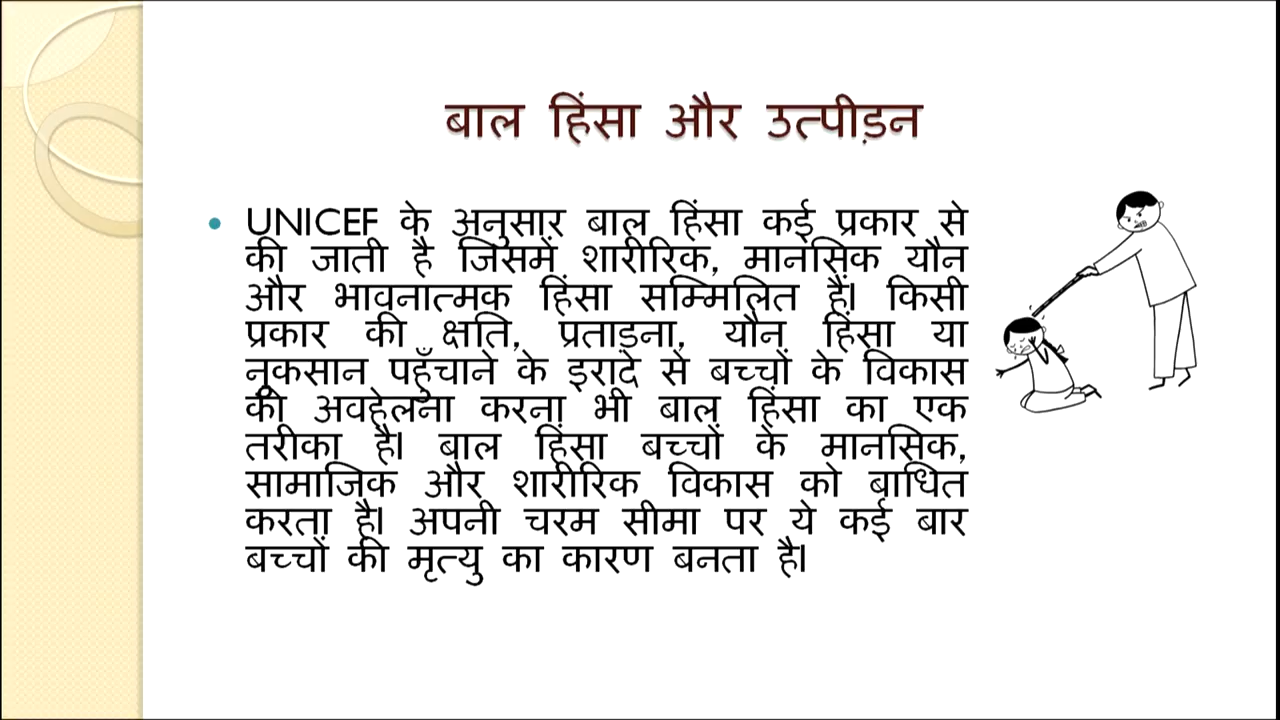 बाल हिंसा और उत्पीड़न
UNICEF के अनुसार बाल हिंसा कई प्रकार से
की जाती है जिसमें शारीरिक, मानसिक यौन
और भावनात्मक हिंसा सम्मिलित हैं। किसी
प्रकार की क्षति, प्रताड़ना, यौन हिंसा या
नुकसान पहुँचाने के इरादे से बच्चों के विकास
की अवहेलना करना भी बाल हिंसा का एक
तरीका है। बाल हिंसा बच्चों के मानसिक,
सामाजिक और शारीरिक विकास को बाधित
करता है। अपनी चरम सीमा पर ये कई बार
बच्चों की मृत्यु का कारण बनता है।